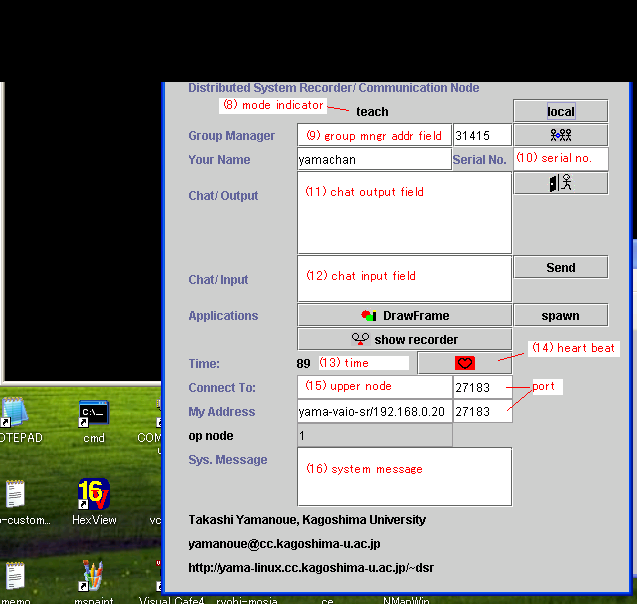 Distributed System Recorder/ Communication Node
(8) mode indicator
teach
local
Group Manager
(9) group mngr addr field
31415
Your Name
yamachan
Serial No.
(10) serial no.
Chat/ Output
(11) chat output field
Chat/ Input
(12) chat input field
Send
Applications
DrawFrame
spawn
show recorder
Time:
89
(13) time
(14) heart beat
Connect To:
(15) upper node
27183
port
My Address
yama-vaio-sr/192.168.0.20
27183
op node
1
Sys. Message
(16) system message
Takashi Yamanoue, Kagoshima University
yamanoue@cc.kagoshima-u.ac.jp
http://yama-linux.cc.kagoshima-u.ac.jp/~dsr
OTEPAD
cmd
COM
C:\_
-custom...
16
HexView
vc
memo
mspaint
Visual Cafe4
ryohi-mosia
ce
NMapWin